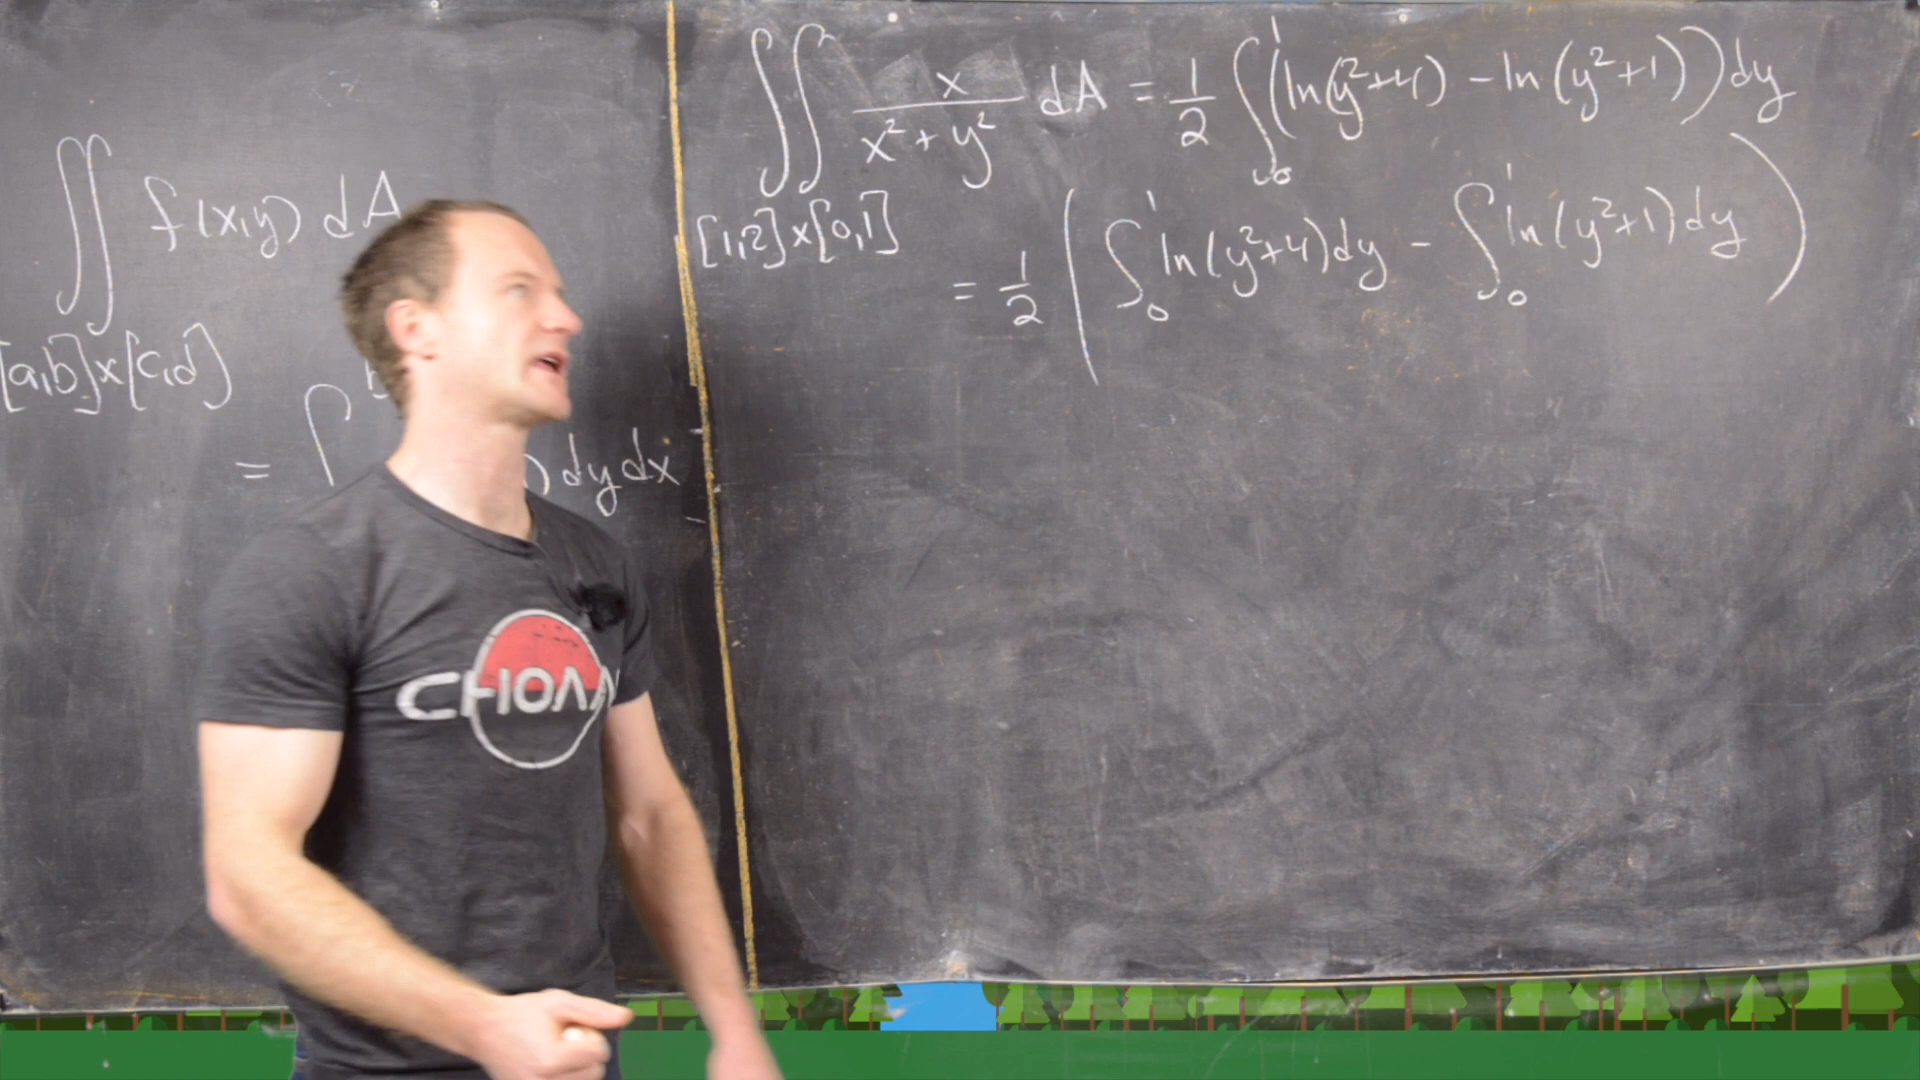 ∬ f(x,y) dA
[a,b]x[c,d]
= ∫ ) dy dx
∬ x/(x²+y²) dA = 1/2 ∫₀¹ (ln(y²+4) - ln(y²+1)) dy
[1,2]x[0,1]
= 1/2 ( ∫₀¹ ln(y²+4) dy - ∫₀¹ ln(y²+1) dy )